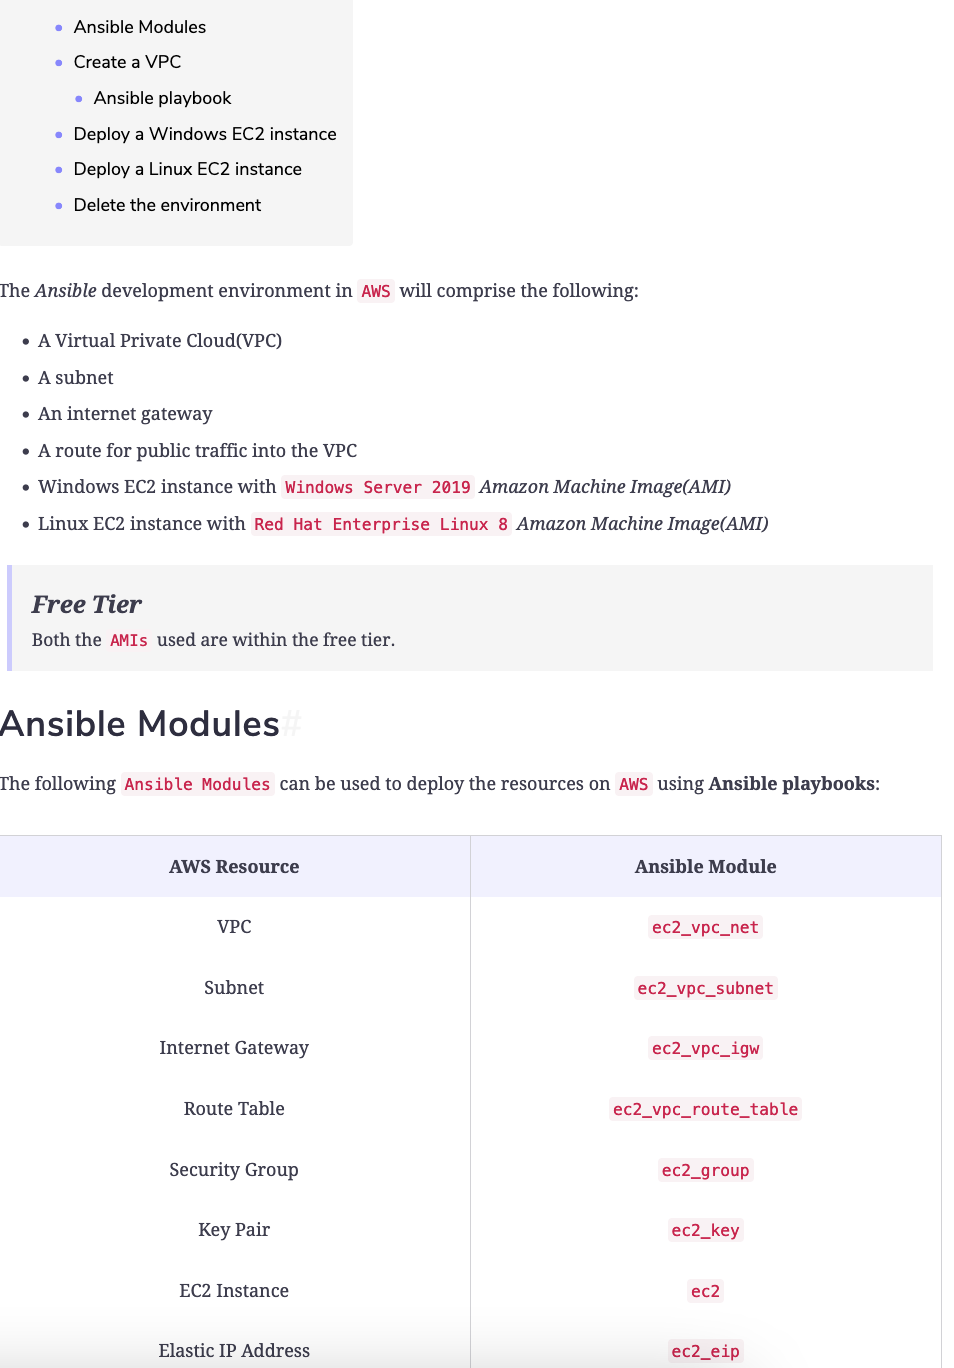 Ansible Modules
Create a VPC
Ansible playbook
Deploy a Windows EC2 instance
Deploy a Linux EC2 instance
Delete the environment
The Ansible development environment in AWS will comprise the following:
A Virtual Private Cloud(VPC)
A subnet
An internet gateway
A route for public traffic into the VPC
Windows EC2 instance with Windows Server 2019 Amazon Machine Image(AMI)
Linux EC2 instance with Red Hat Enterprise Linux 8 Amazon Machine Image(AMI)
Free Tier
Both the AMIs used are within the free tier.
Ansible Modules#
The following Ansible Modules can be used to deploy the resources on AWS using Ansible playbooks:
AWS Resource Ansible Module
VPC ec2_vpc_net
Subnet ec2_vpc_subnet
Internet Gateway ec2_vpc_igw
Route Table ec2_vpc_route_table
Security Group ec2_group
Key Pair ec2_key
EC2 Instance ec2
Elastic IP Address ec2_eip